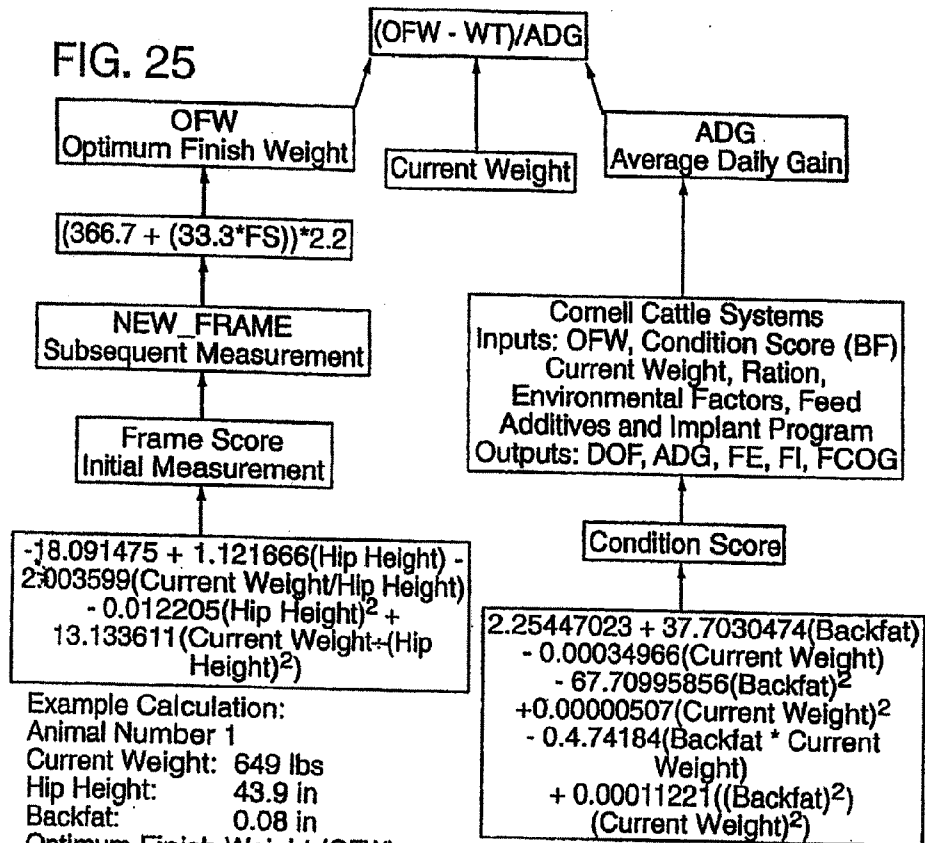 FIG. 25
(OFW - WT)/ADG
OFW
Optimum Finish Weight
Current Weight
ADG
Average Daily Gain
(366.7 + (33.3*FS))*2.2
NEW_FRAME
Subsequent Measurement
Frame Score
Initial Measurement
Cornell Cattle Systems
Inputs: OFW, Condition Score (BF)
Current Weight, Ration,
Environmental Factors, Feed
Additives and Implant Program
Outputs: DOF, ADG, FE, FI, FCOG
-18.091475 + 1.121666(Hip Height) -
2.003599(Current Weight/Hip Height)
- 0.012205(Hip Height)² +
13.133611(Current Weight÷(Hip
Height)²)
Condition Score
2.25447023 + 37.7030474(Backfat)
- 0.00034966(Current Weight)
- 67.70995856(Backfat)²
+0.00000507(Current Weight)²
- 0.4.74184(Backfat * Current
Weight)
+ 0.00011221((Backfat)²)
(Current Weight)²)
Example Calculation:
Animal Number 1
Current Weight: 649 lbs
Hip Height: 43.9 in
Backfat: 0.08 in
Optimum Finish Weight (OFW)